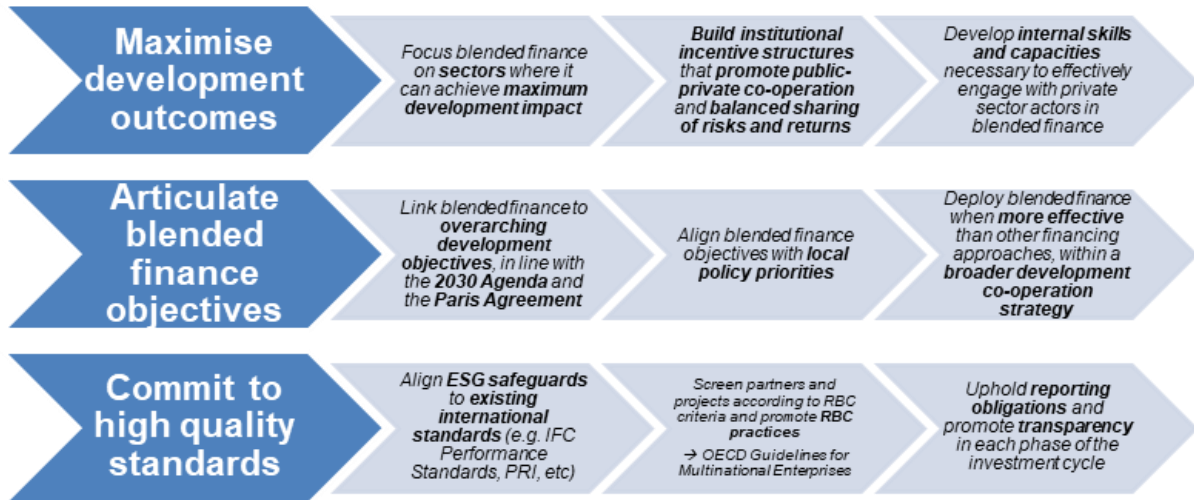 Maximise
development
outcomes
Focus blended finance
on sectors where it
can achieve maximum
development impact
Build institutional
incentive structures
that promote public-
private co-operation
and balanced sharing
of risks and returns
Develop internal skills
and capacities
necessary to effectively
engage with private
sector actors in
blended finance
Articulate
blended
finance
objectives
Link blended finance to
overarching
development
objectives, in line with
the 2030 Agenda and
the Paris Agreement
Align blended finance
objectives with local
policy priorities
Deploy blended finance
when more effective
than other financing
approaches, within a
broader development
co-operation
strategy
Commit to
high quality
standards
Align ESG safeguards
to existing
international
standards (e.g. IFC
Performance
Standards, PRI, etc)
Screen partners and
projects according to RBC
criteria and promote RBC
practices
→ OECD Guidelines for
Multinational Enterprises
Uphold reporting
obligations and
promote transparency
in each phase of the
investment cycle